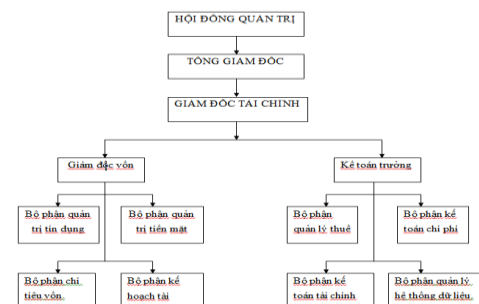 HỘI ĐỒNG QUẢN TRỊ
TỔNG GIÁM ĐỐC
GIÁM ĐỐC TÀI CHÍNH
Giám đốc vốn
Kế toán trưởng
Bộ phận quản
trị tín dụng
Bộ phận quản
trị tiền mặt
Bộ phận
quản lý thuế
Bộ phận kế
toán chi phí
Bộ phận chi
tiêu vốn.
Bộ phận kế
hoạch tài
Bộ phận kế
toán tài chính
Bộ phận quản lý
hệ thống dữ liệu.